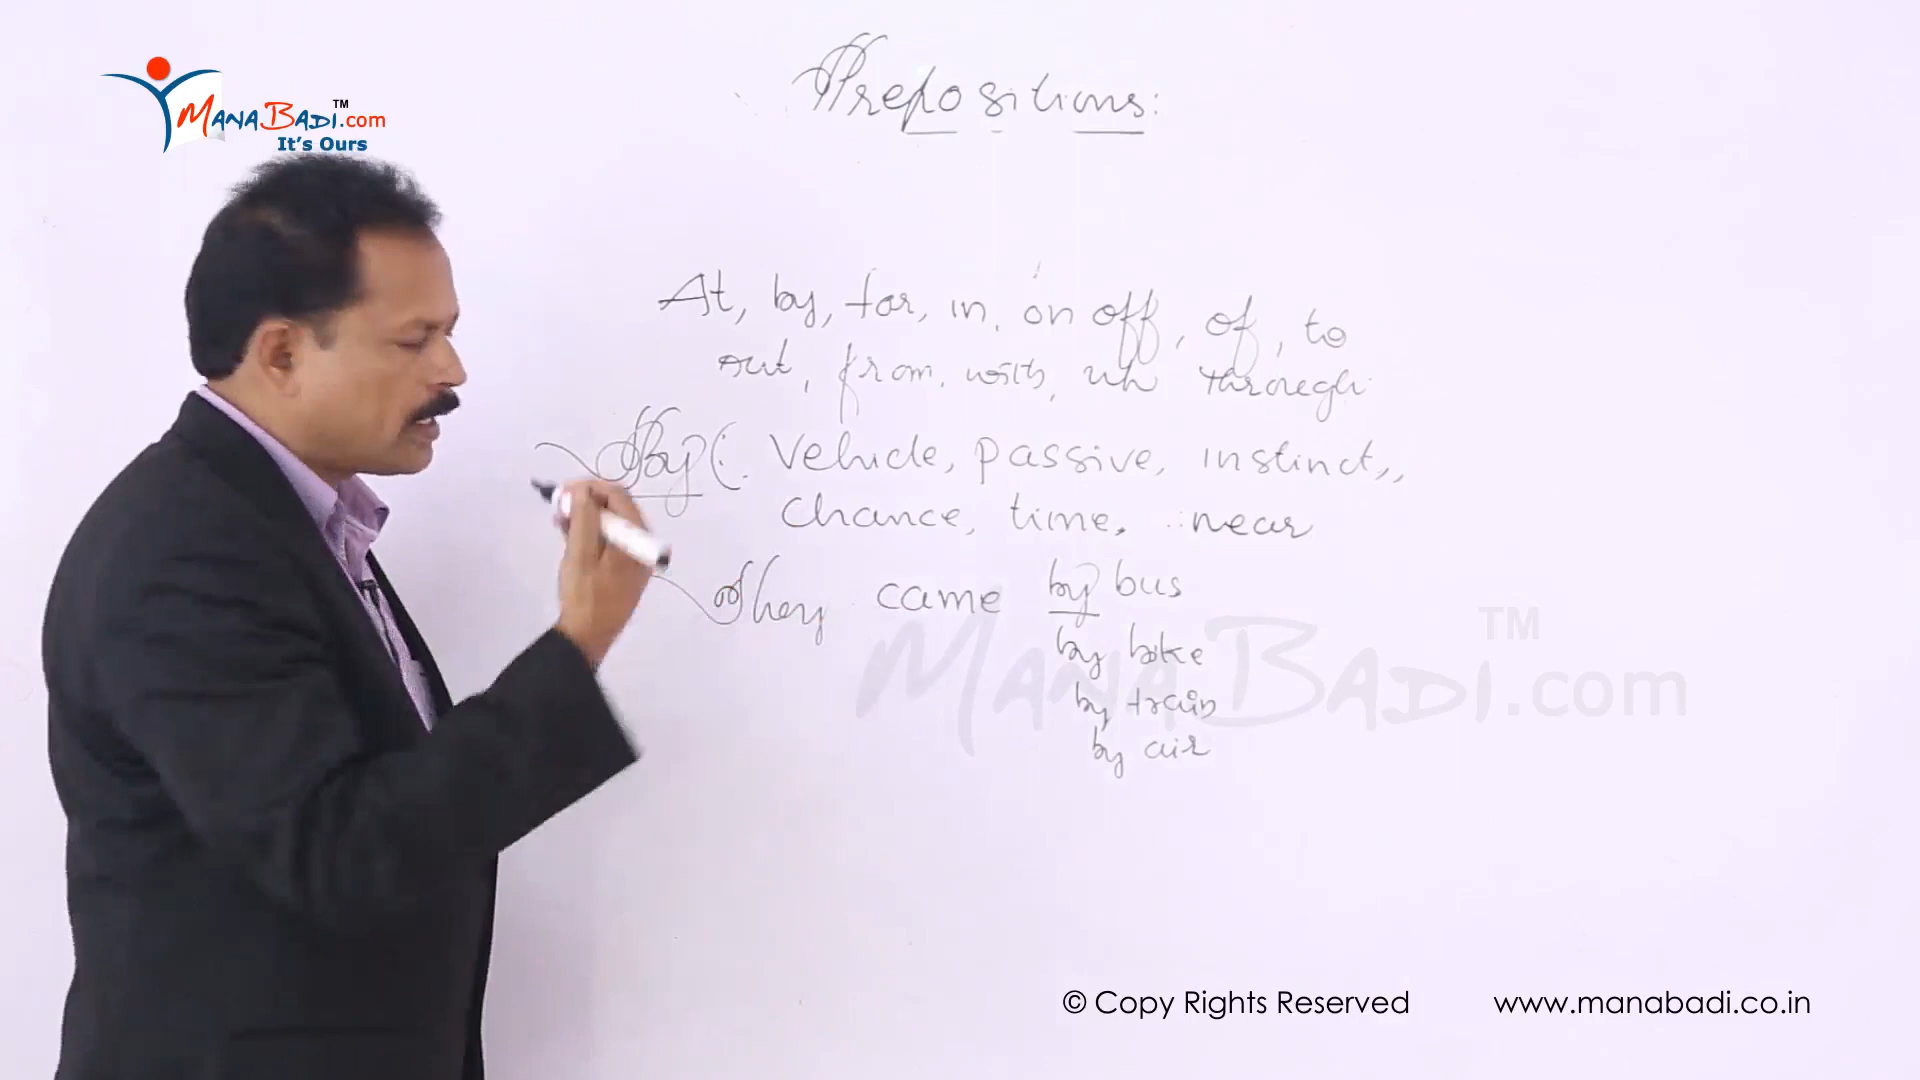 MANABADI.com TM
It's Ours
Prepositions:
At, by, for, in, on off, of, to
out, from, with, through
By (: Vehicle, passive, instinct,,
Chance, time, near
They came by bus
by bike
by train
by air
MANABADI.com TM
© Copy Rights Reserved www.manabadi.co.in